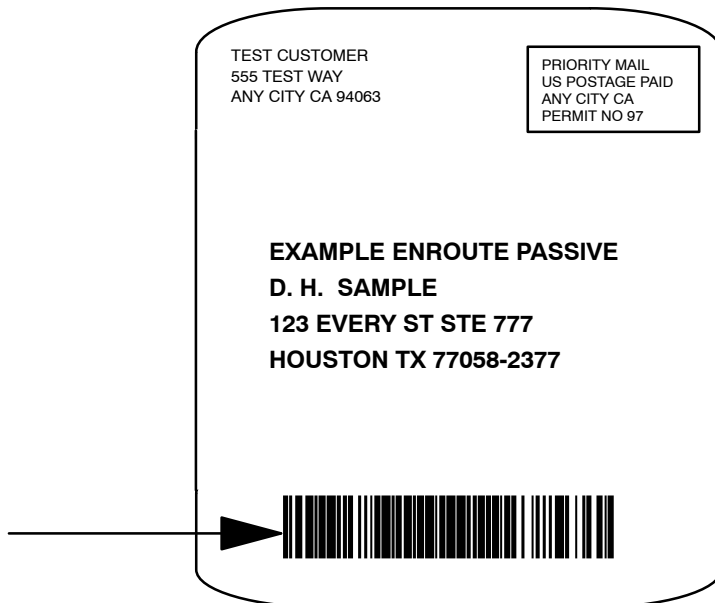 TEST CUSTOMER
555 TEST WAY
ANY CITY CA 94063
PRIORITY MAIL
US POSTAGE PAID
ANY CITY CA
PERMIT NO 97
EXAMPLE ENROUTE PASSIVE
D. H. SAMPLE
123 EVERY ST STE 777
HOUSTON TX 77058-2377